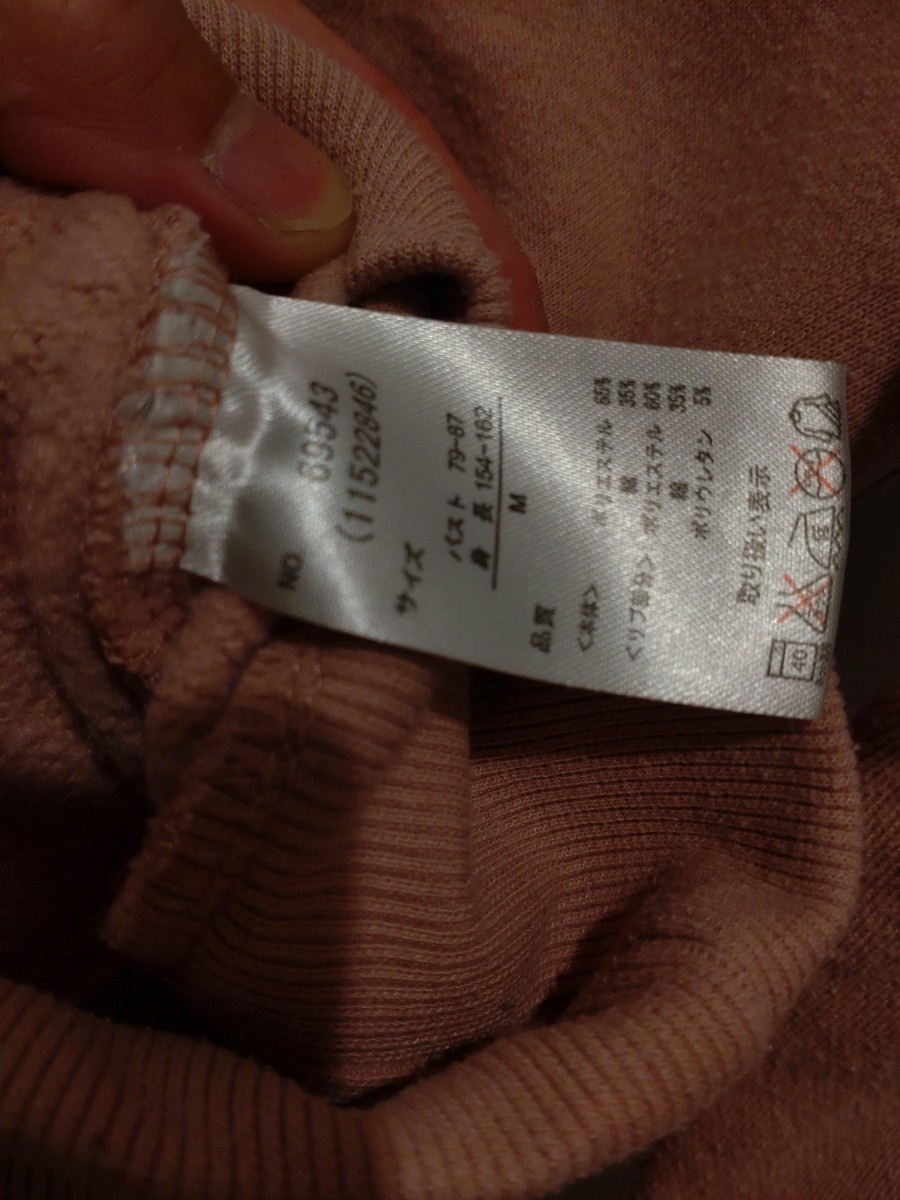 NO. 69543
(11522846)
サイズ
バスト 79-87
身 長 154-162
M
品質
<本体> ポリエステル 65%
綿 35%
<リブ部分> ポリエステル 60%
綿 35%
ポリウレタン 5%
取り扱い表示
40